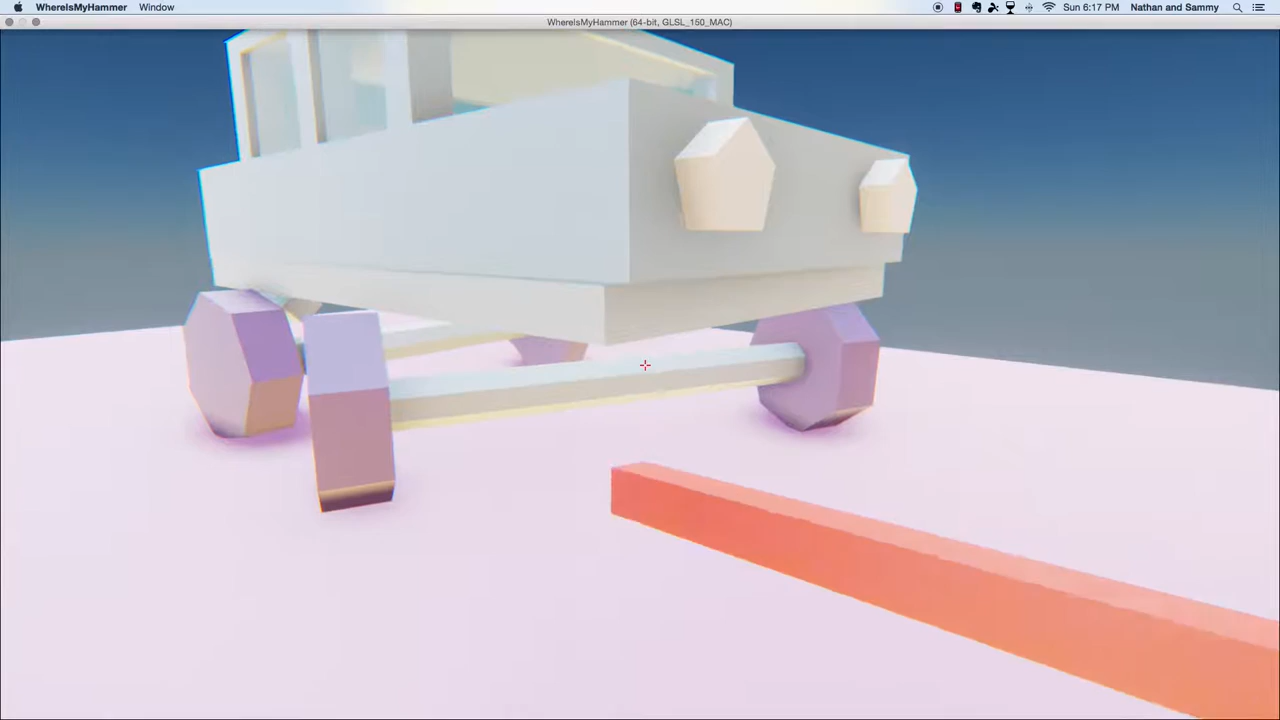 WhereIsMyHammer Window Sun 6:17 PM Nathan and Sammy
WhereIsMyHammer (64-bit, GLSL_150_MAC)